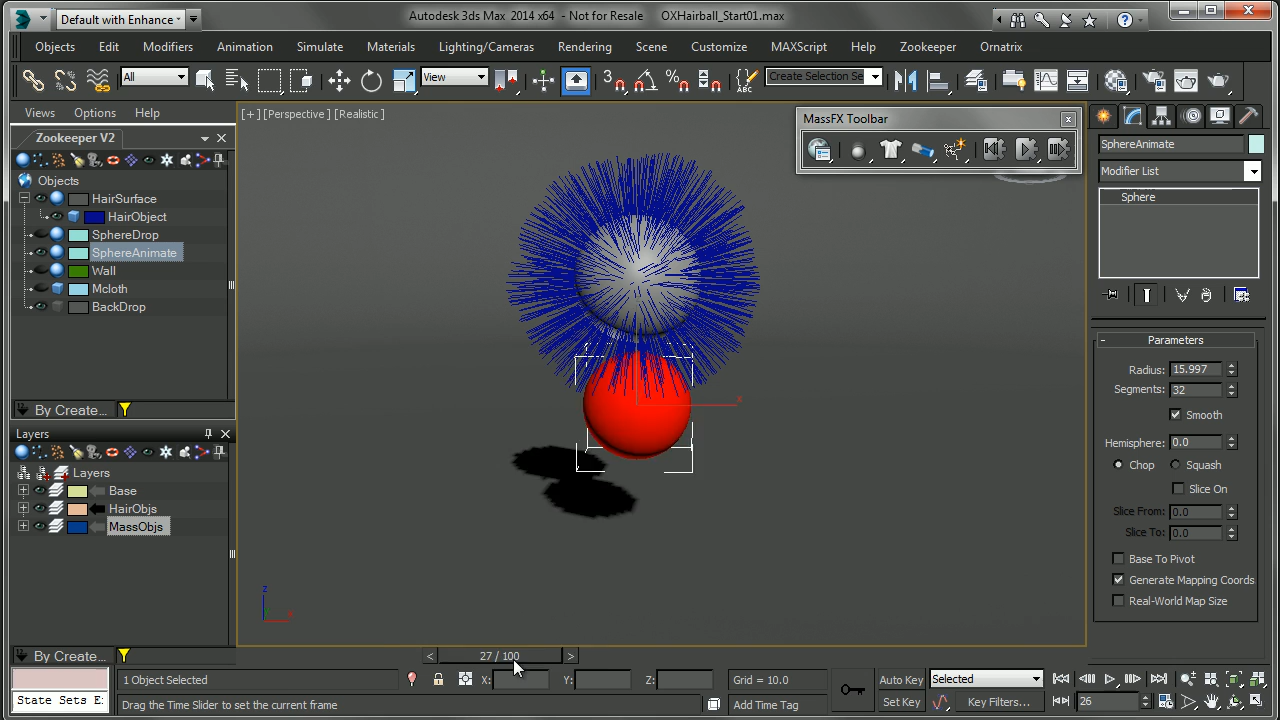 Default with Enhance
Autodesk 3ds Max 2014 x64 - Not for Resale OXHairball_Start01.max
Objects Edit Modifiers Animation Simulate Materials Lighting/Cameras Rendering Scene Customize MAXScript Help Zookeeper Ornatrix
All View 3 % ABC Create Selection Se
Views Options Help
[+] [Perspective] [Realistic]
MassFX Toolbar
Zookeeper V2
Objects
HairSurface
HairObject
SphereDrop
SphereAnimate
Wall
Mcloth
BackDrop
By Create...
Layers
Layers
Base
HairObjs
MassObjs
By Create...
SphereAnimate
Modifier List
Sphere
Parameters
Radius: 15.997
Segments: 32
Smooth
Hemisphere: 0.0
Chop Squash
Slice On
Slice From: 0.0
Slice To: 0.0
Base To Pivot
Generate Mapping Coords
Real-World Map Size
x
z
< 27 / 100 >
1 Object Selected X: Y: Z: Grid = 10.0 Auto Key Selected
State Sets E: Drag the Time Slider to set the current frame Add Time Tag Set Key Key Filters... 26